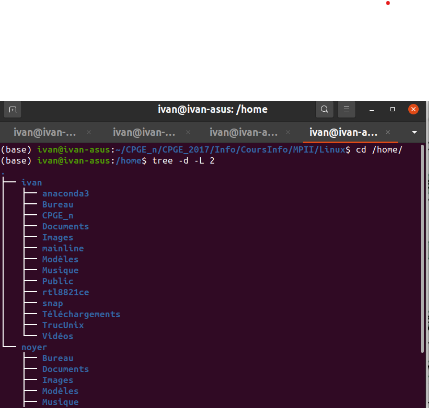 ivan@ivan-asus: /home
ivan@ivan-... ivan@ivan-... ivan@ivan-a... ivan@ivan-a...
(base) ivan@ivan-asus:~/CPGE_n/CPGE_2017/Info/CoursInfo/MPII/Linux$ cd /home/
(base) ivan@ivan-asus:/home$ tree -d -L 2
.
├── ivan
│   ├── anaconda3
│   ├── Bureau
│   ├── CPGE_n
│   ├── Documents
│   ├── Images
│   ├── mainline
│   ├── Modèles
│   ├── Musique
│   ├── Public
│   ├── rtl8821ce
│   ├── snap
│   ├── Téléchargements
│   ├── TrucUnix
│   └── Vidéos
└── noyer
    ├── Bureau
    ├── Documents
    ├── Images
    ├── Modèles
    ├── Musique